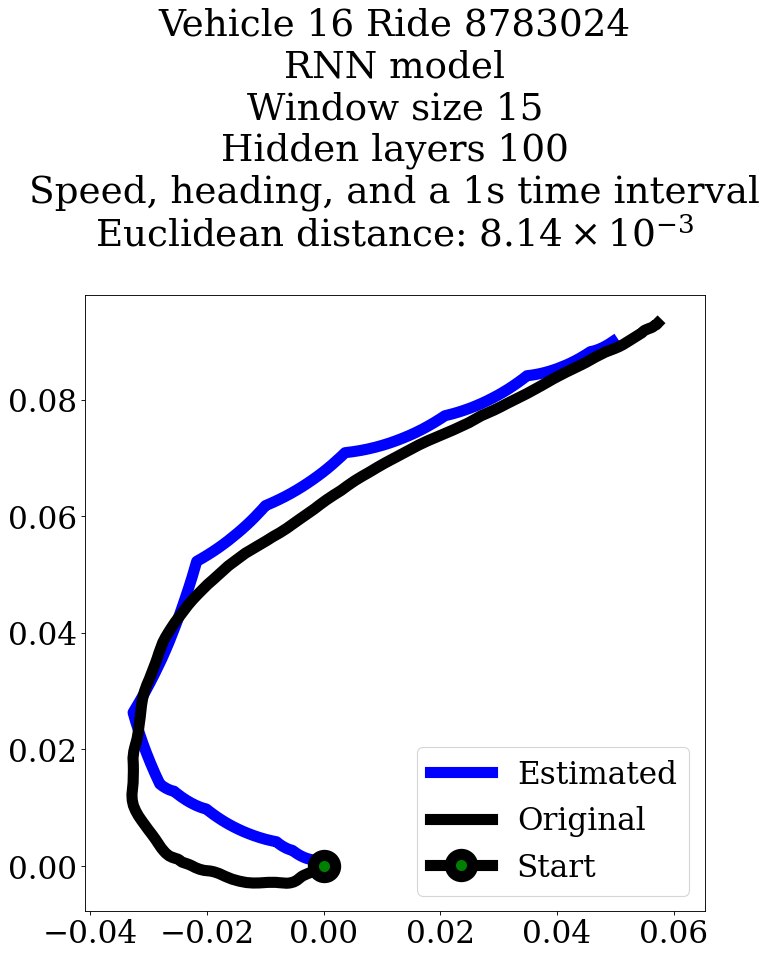 Vehicle 16 Ride 8783024
RNN model
Window size 15
Hidden layers 100
Speed, heading, and a 1s time interval
Euclidean distance: 8.14 × 10⁻³
0.08
0.06
0.04
0.02
0.00
Estimated
Original
Start
−0.04 −0.02 0.00 0.02 0.04 0.06